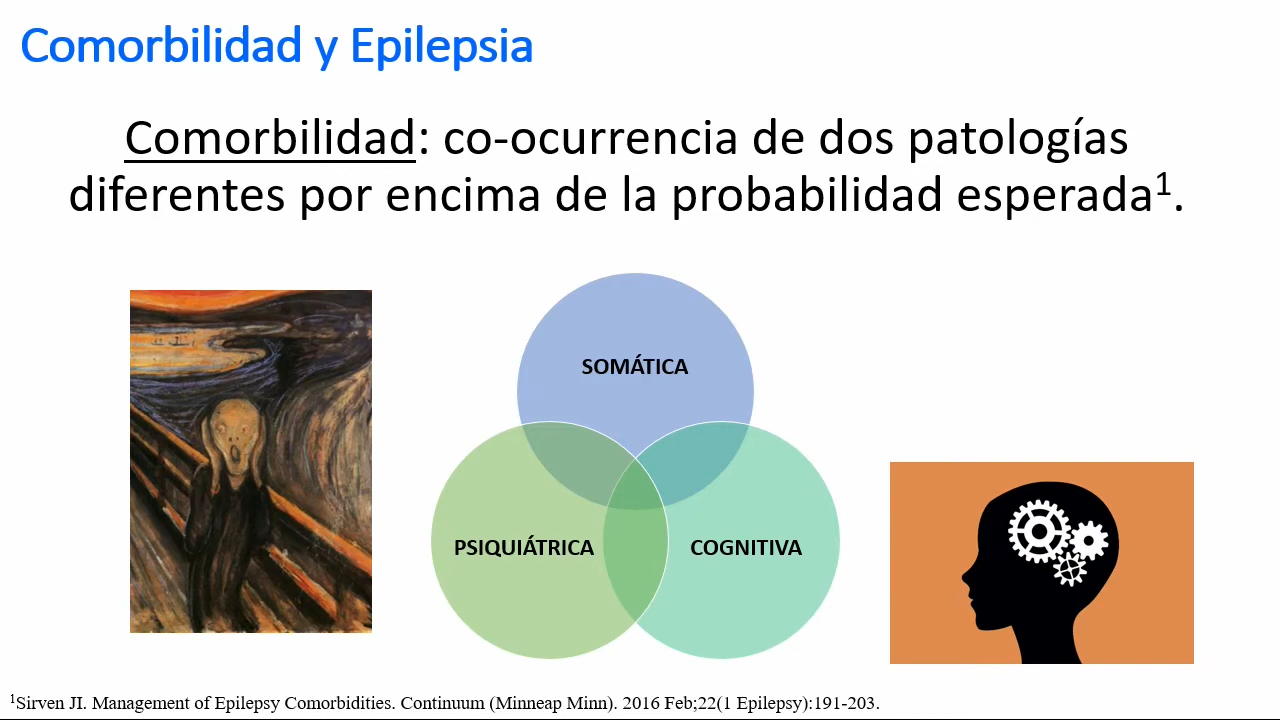 Comorbilidad y Epilepsia
Comorbilidad: co-ocurrencia de dos patologías
diferentes por encima de la probabilidad esperada¹.
SOMÁTICA
PSIQUIÁTRICA
COGNITIVA
¹Sirven JI. Management of Epilepsy Comorbidities. Continuum (Minneap Minn). 2016 Feb;22(1 Epilepsy):191-203.